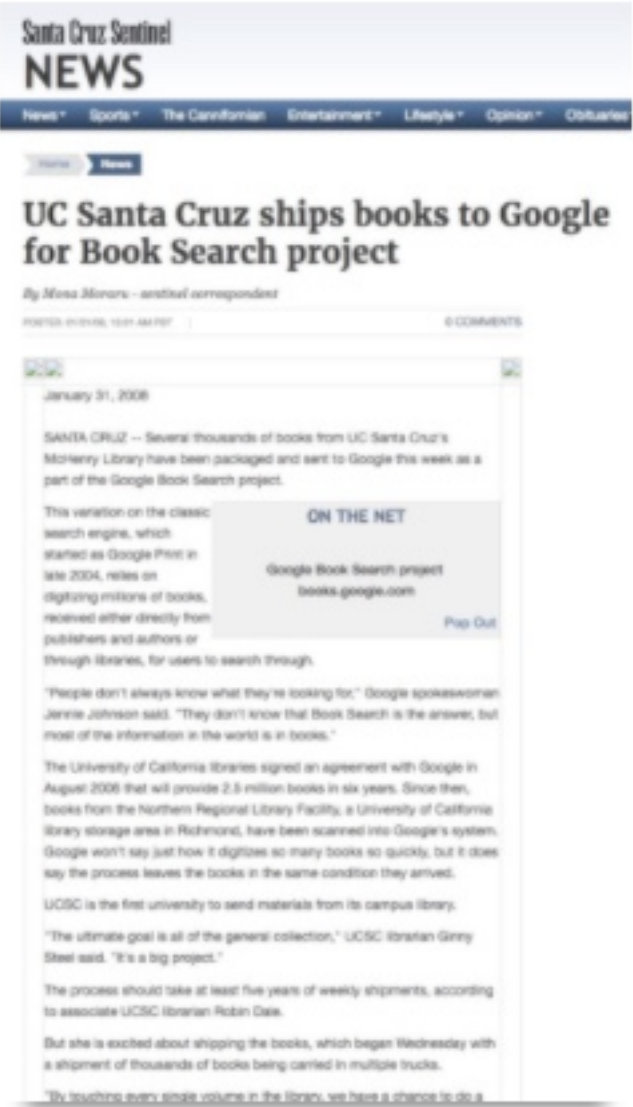 Santa Cruz Sentinel
NEWS
News Sports The Cannifornian Entertainment Lifestyle Opinion Obituaries
Home News
UC Santa Cruz ships books to Google
for Book Search project
By Mona Moraru - sentinel correspondent
POSTED: 01/31/08, 12:01 AM PST
0 COMMENTS
January 31, 2008
SANTA CRUZ -- Several thousands of books from UC Santa Cruz's
McHenry Library have been packaged and sent to Google this week as a
part of the Google Book Search project.
This variation on the classic
search engine, which
started as Google Print in
late 2004, relies on
digitizing millions of books,
received either directly from
publishers and authors or
through libraries, for users to search through.
ON THE NET
Google Book Search project
books.google.com
Pop Out
"People don't always know what they're looking for," Google spokeswoman
Jennie Johnson said. "They don't know that Book Search is the answer, but
most of the information in the world is in books."
The University of California libraries signed an agreement with Google in
August 2006 that will provide 2.5 million books in six years. Since then,
books from the Northern Regional Library Facility, a University of California
library storage area in Richmond, have been scanned into Google's system.
Google won't say just how it digitizes so many books so quickly, but it does
say the process leaves the books in the same condition they arrived.
UCSC is the first university to send materials from its campus library.
"The ultimate goal is all of the general collection," UCSC librarian Ginny
Steel said. "It's a big project."
The process should take at least five years of weekly shipments, according
to associate UCSC librarian Robin Dale.
But she is excited about shipping the books, which began Wednesday with
a shipment of thousands of books being carried in multiple trucks.
"By touching every single volume in the library, we have a chance to do a